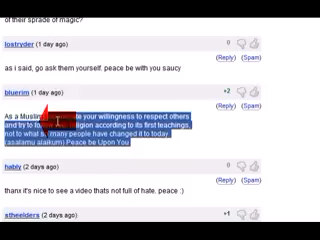 of their sprade of magic?
lostryder (1 day ago)
0
(Reply) (Spam)
as i said, go ask them yourself. peace be with you saucy
bluerim (1 day ago)
+2
(Reply) (Spam)
As a Muslim your willingness to respect others
and try to religion according to its first teachings,
not to what many people have changed it to today.
(asalamu alaikum) Peace be Upon You
hably (2 days ago)
0
(Reply) (Spam)
thanx it's nice to see a video thats not full of hate. peace :)
stheelders (2 days ago)
+1